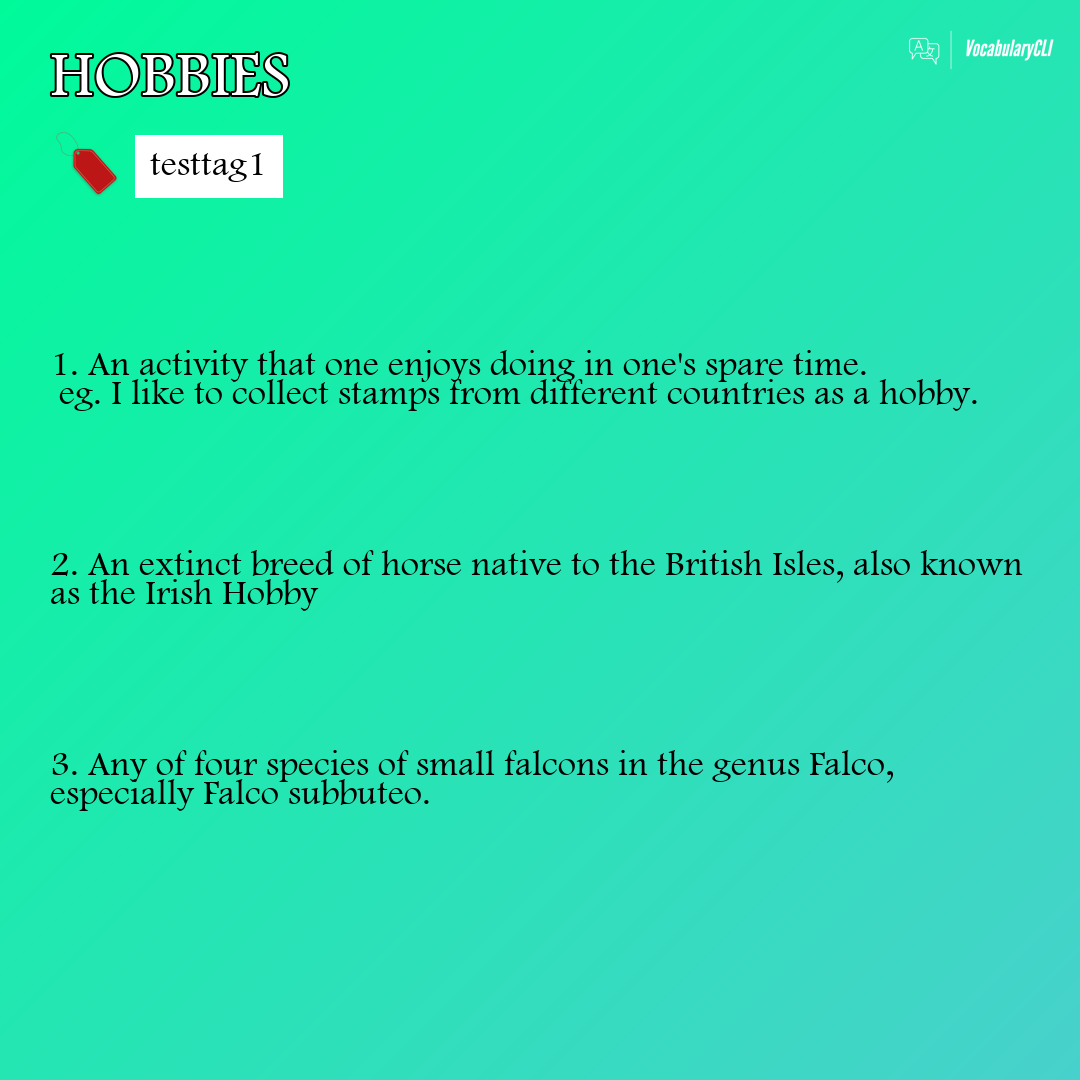 HOBBIES
VocabularyCLI
testtag1
1. An activity that one enjoys doing in one's spare time.
eg. I like to collect stamps from different countries as a hobby.
2. An extinct breed of horse native to the British Isles, also known
as the Irish Hobby
3. Any of four species of small falcons in the genus Falco,
especially Falco subbuteo.